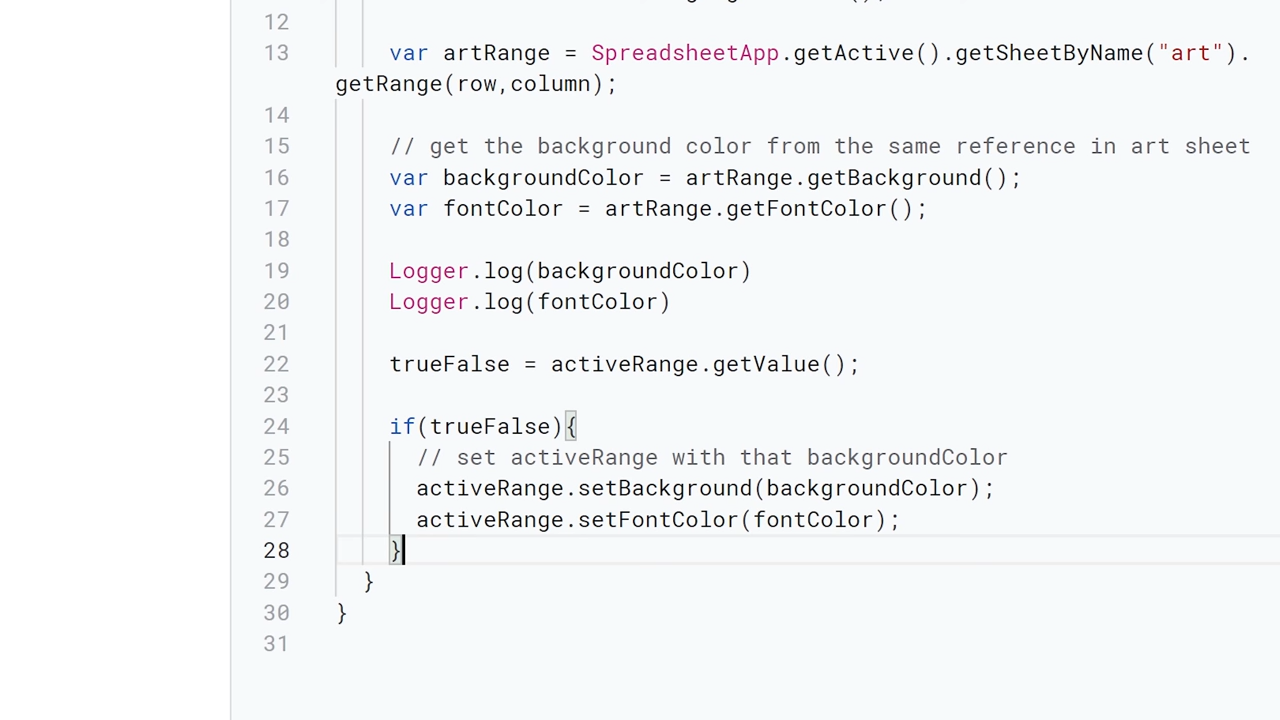 12
13 var artRange = SpreadsheetApp.getActive().getSheetByName("art").
getRange(row,column);
14
15 // get the background color from the same reference in art sheet
16 var backgroundColor = artRange.getBackground();
17 var fontColor = artRange.getFontColor();
18
19 Logger.log(backgroundColor)
20 Logger.log(fontColor)
21
22 trueFalse = activeRange.getValue();
23
24 if(trueFalse){
25 // set activeRange with that backgroundColor
26 activeRange.setBackground(backgroundColor);
27 activeRange.setFontColor(fontColor);
28 }
29 }
30 }
31